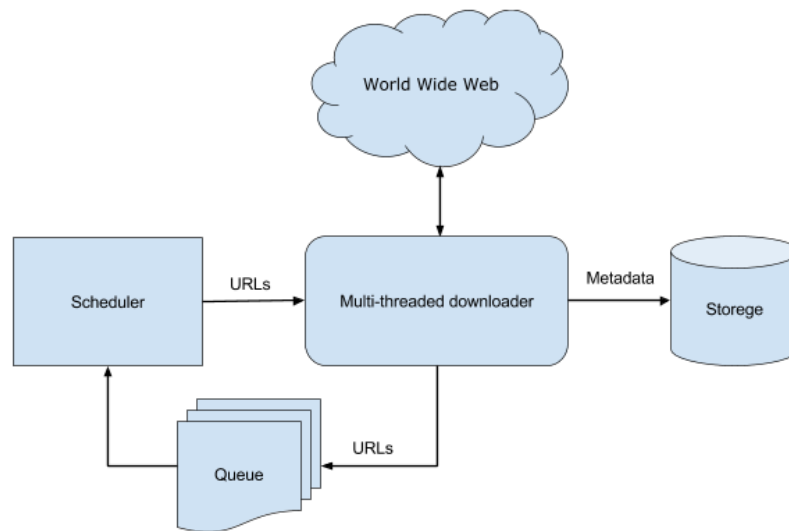 World Wide Web
Scheduler
URLs
Multi-threaded downloader
Metadata
Storege
URLs
Queue